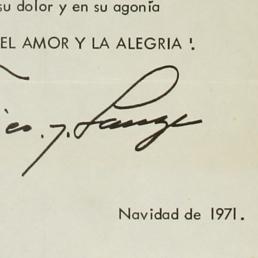 su dolor y en su agonía
EL AMOR Y LA ALEGRIA '.
Navidad de 1971.